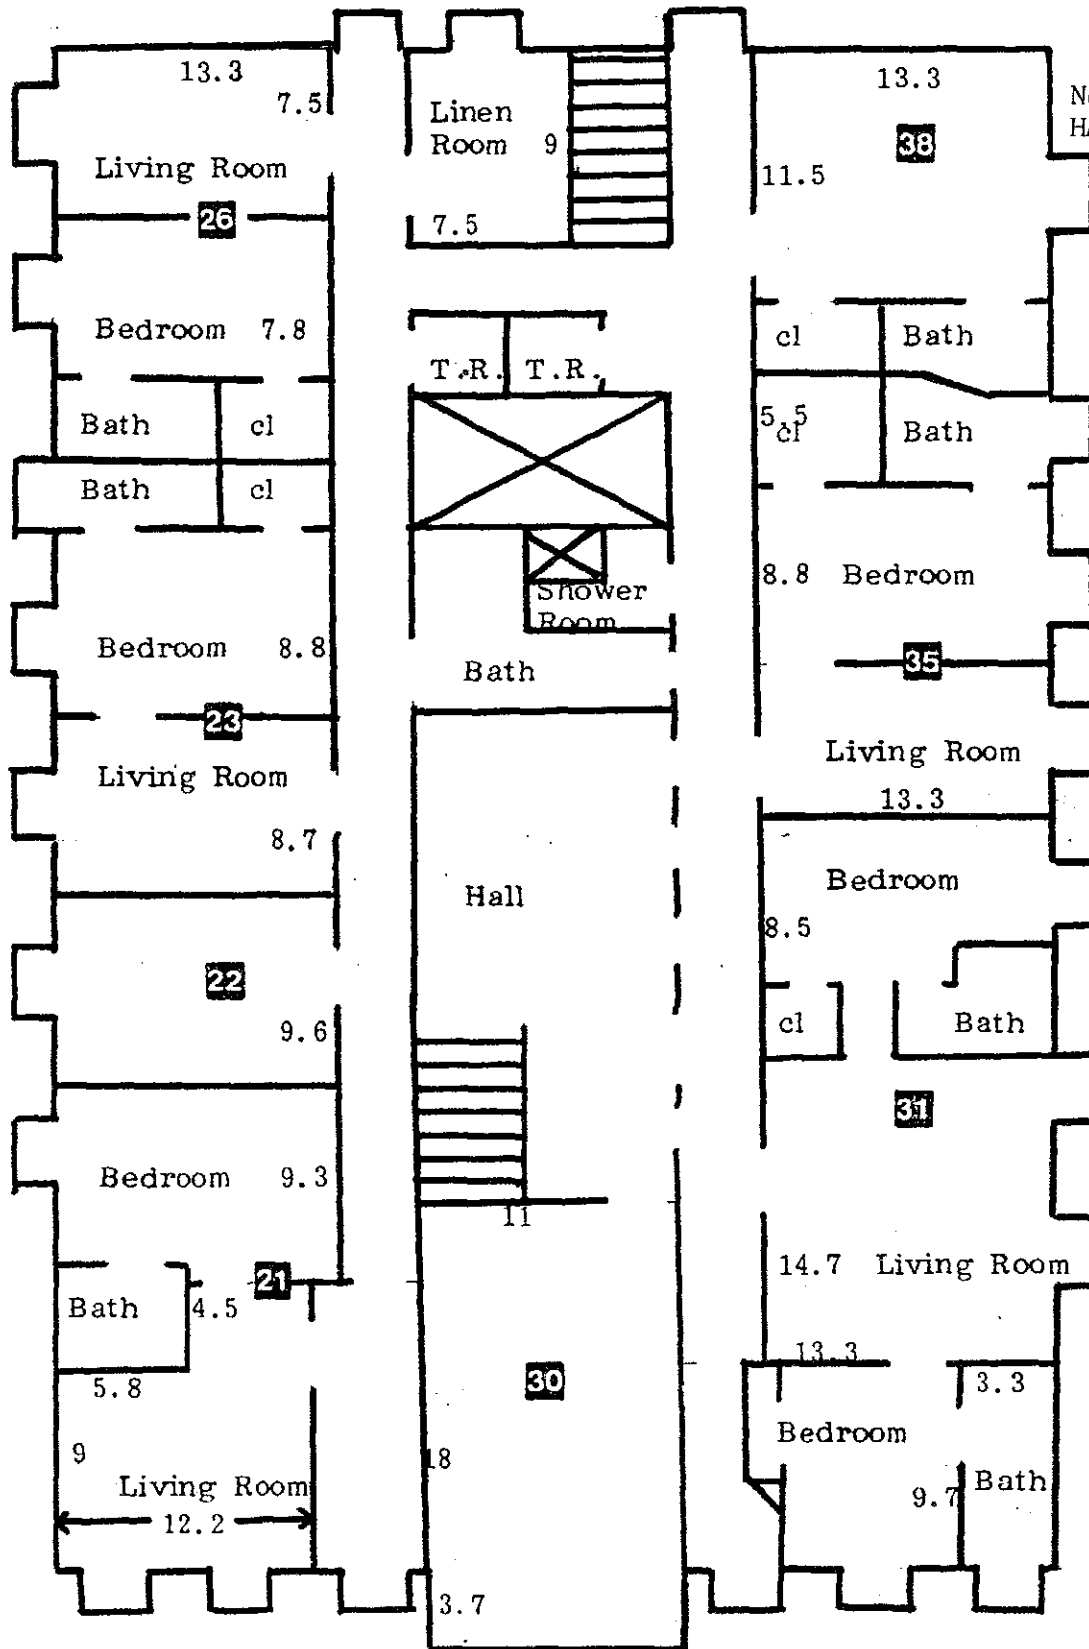 13.3
7.5
Living Room
26
Bedroom 7.8
Bath cl
Bath cl
Bedroom 8.8
23
Living Room
8.7
22
9.6
Bedroom 9.3
21
Bath 4.5
5.8
9
Living Room
12.2
Linen
Room 9
7.5
T.R. T.R.
Shower
Room
Bath
Hall
11
30
18
3.7
13.3
38
11.5
cl Bath
5.5
cl Bath
8.8 Bedroom
35
Living Room
13.3
Bedroom
8.5
cl Bath
31
14.7 Living Room
13.3
3.3
Bedroom
9.7 Bath